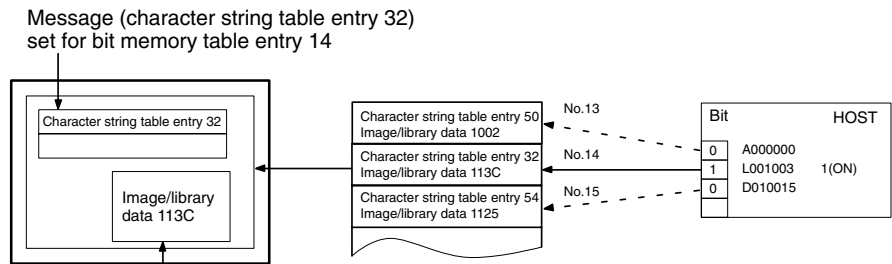 Message (character string table entry 32)
set for bit memory table entry 14
Character string table entry 32
Image/library
data 113C
Character string table entry 50
Image/library data 1002
Character string table entry 32
Image/library data 113C
Character string table entry 54
Image/library data 1125
No.13
No.14
No.15
Bit HOST
0 A000000
1 L001003 1(ON)
0 D010015